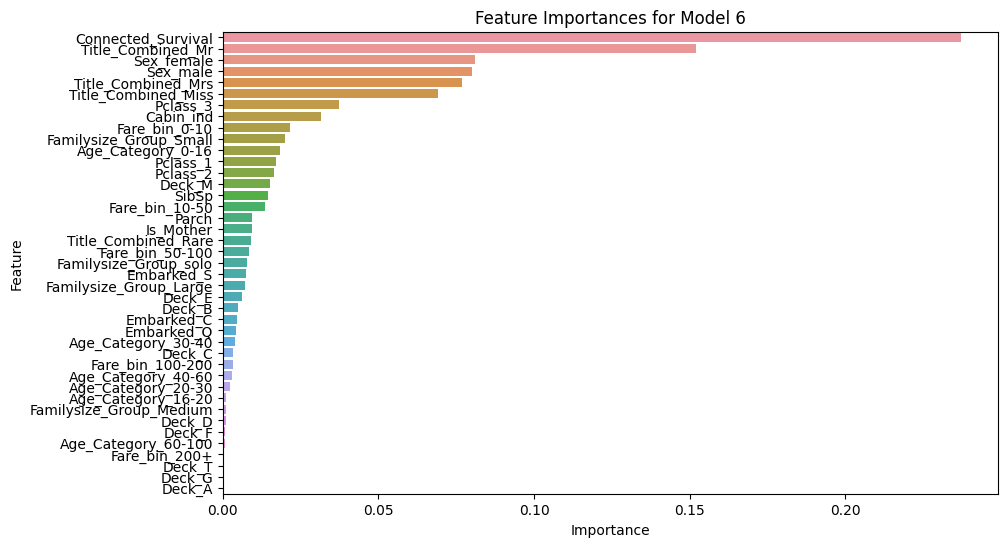 Feature Importances for Model 6
Connected_Survival
Title_Combined_Mr
Sex_female
Sex_male
Title_Combined_Mrs
Title_Combined_Miss
Pclass_3
Cabin_ind
Fare_bin_0-10
Familysize_Group_Small
Age_Category_0-16
Pclass_1
Pclass_2
Deck_M
SibSp
Fare_bin_10-50
Parch
Is_Mother
Title_Combined_Rare
Fare_bin_50-100
Familysize_Group_solo
Embarked_S
Familysize_Group_Large
Deck_E
Deck_B
Embarked_C
Embarked_Q
Age_Category_30-40
Deck_C
Fare_bin_100-200
Age_Category_40-60
Age_Category_20-30
Age_Category_16-20
Familysize_Group_Medium
Deck_D
Deck_F
Age_Category_60-100
Fare_bin_200+
Deck_T
Deck_G
Deck_A
Feature
0.00
0.05
0.10
0.15
0.20
Importance